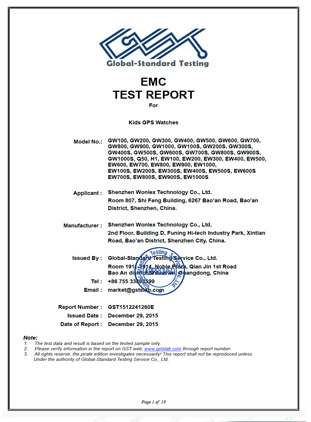 GST
Global-Standard Testing
EMC
TEST REPORT
For
Kids GPS Watches
Model No.: GW100, GW200, GW300, GW400, GW500, GW600, GW700,
GW800, GW900, GW1000, GW100S, GW200S, GW300S,
GW400S, GW500S, GW600S, GW700S, GW800S, GW900S,
GW1000S, Q50, H1, EW100, EW200, EW300, EW400, EW500,
EW600, EW700, EW800, EW900, EW1000,
EW100S, EW200S, EW300S, EW400S, EW500S, EW600S
EW700S, EW800S, EW900S, EW1000S
Applicant : Shenzhen Wonlex Technology Co., Ltd.
Room 807, Shi Feng Building, 6267 Bao'an Road, Bao'an
District, Shenzhen, China.
Manufacturer : Shenzhen Wonlex Technology Co., Ltd.
2nd Floor, Building D, Funing Hi-tech Industry Park, Xintian
Road, Bao'an District, Shenzhen City, China.
Issued By : Global-Standard Testing Service Co., Ltd.
Room Plaza, Qian Jin 1st Road
Bao An district, Guangdong, China
Tel : +86 755
Email : market@gstlab.com
Report Number : GST1512241260E
Issued Date : December 29, 2015
Date of Report : December 29, 2015
Note:
1. The test data and result is based on the tested sample only.
2. Please verify information in the report on GST web: www.gstslab.com through report number.
3. All rights reserve, the pirate edition investigates necessarily! This report shall not be reproduced unless
Under the authority of Global-Standard Testing Service Co., Ltd.
Page 1 of 19